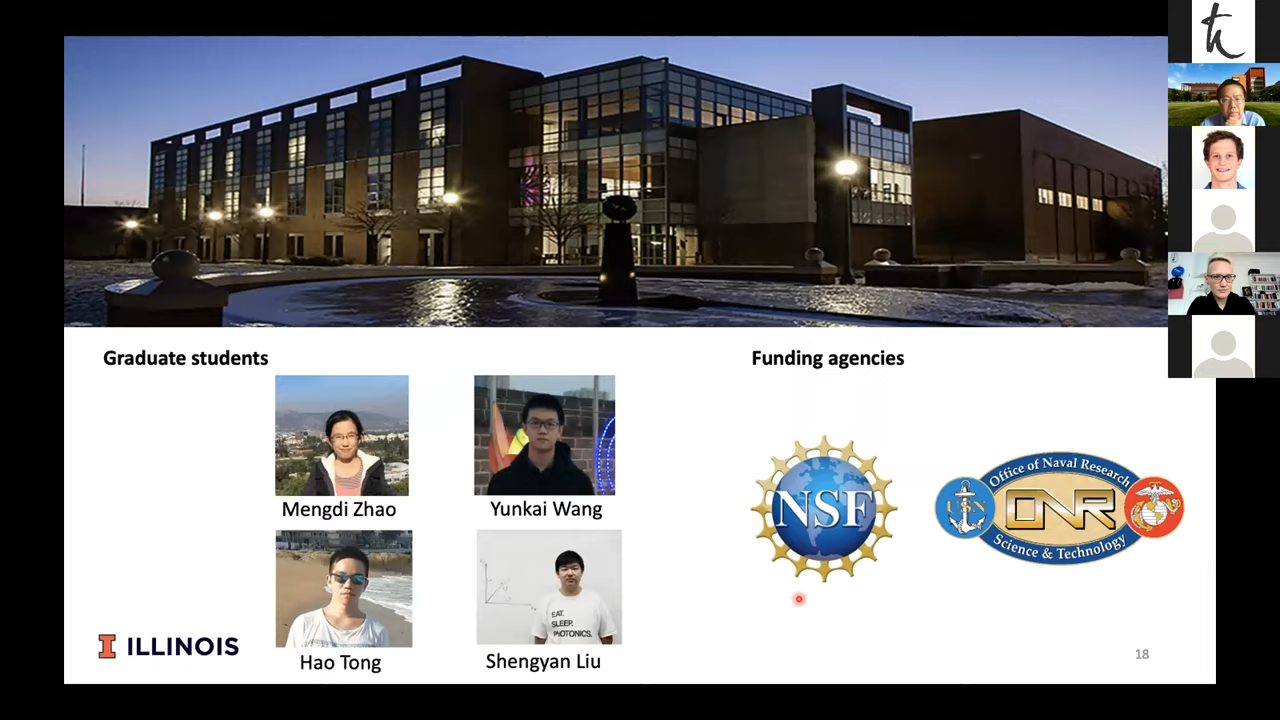 Graduate students
Funding agencies
Mengdi Zhao
Yunkai Wang
EAT.
SLEEP.
PHOTONICS.
Hao Tong
Shengyan Liu
NSF
Office of Naval Research
USN
ONR
Science & Technology
I ILLINOIS
18